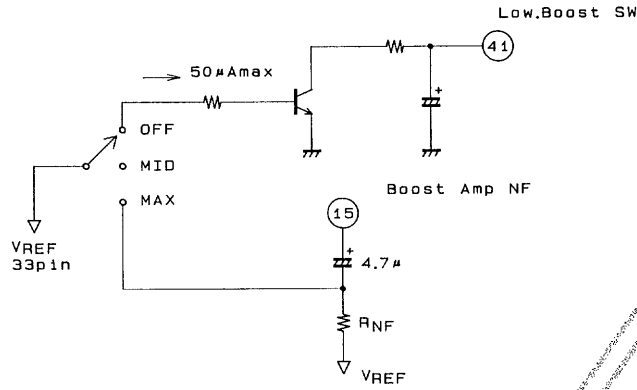 Low.Boost SW
41
50μAmax
OFF
MID
MAX
Boost Amp NF
15
VREF
33pin
4.7μ
RNF
VREF